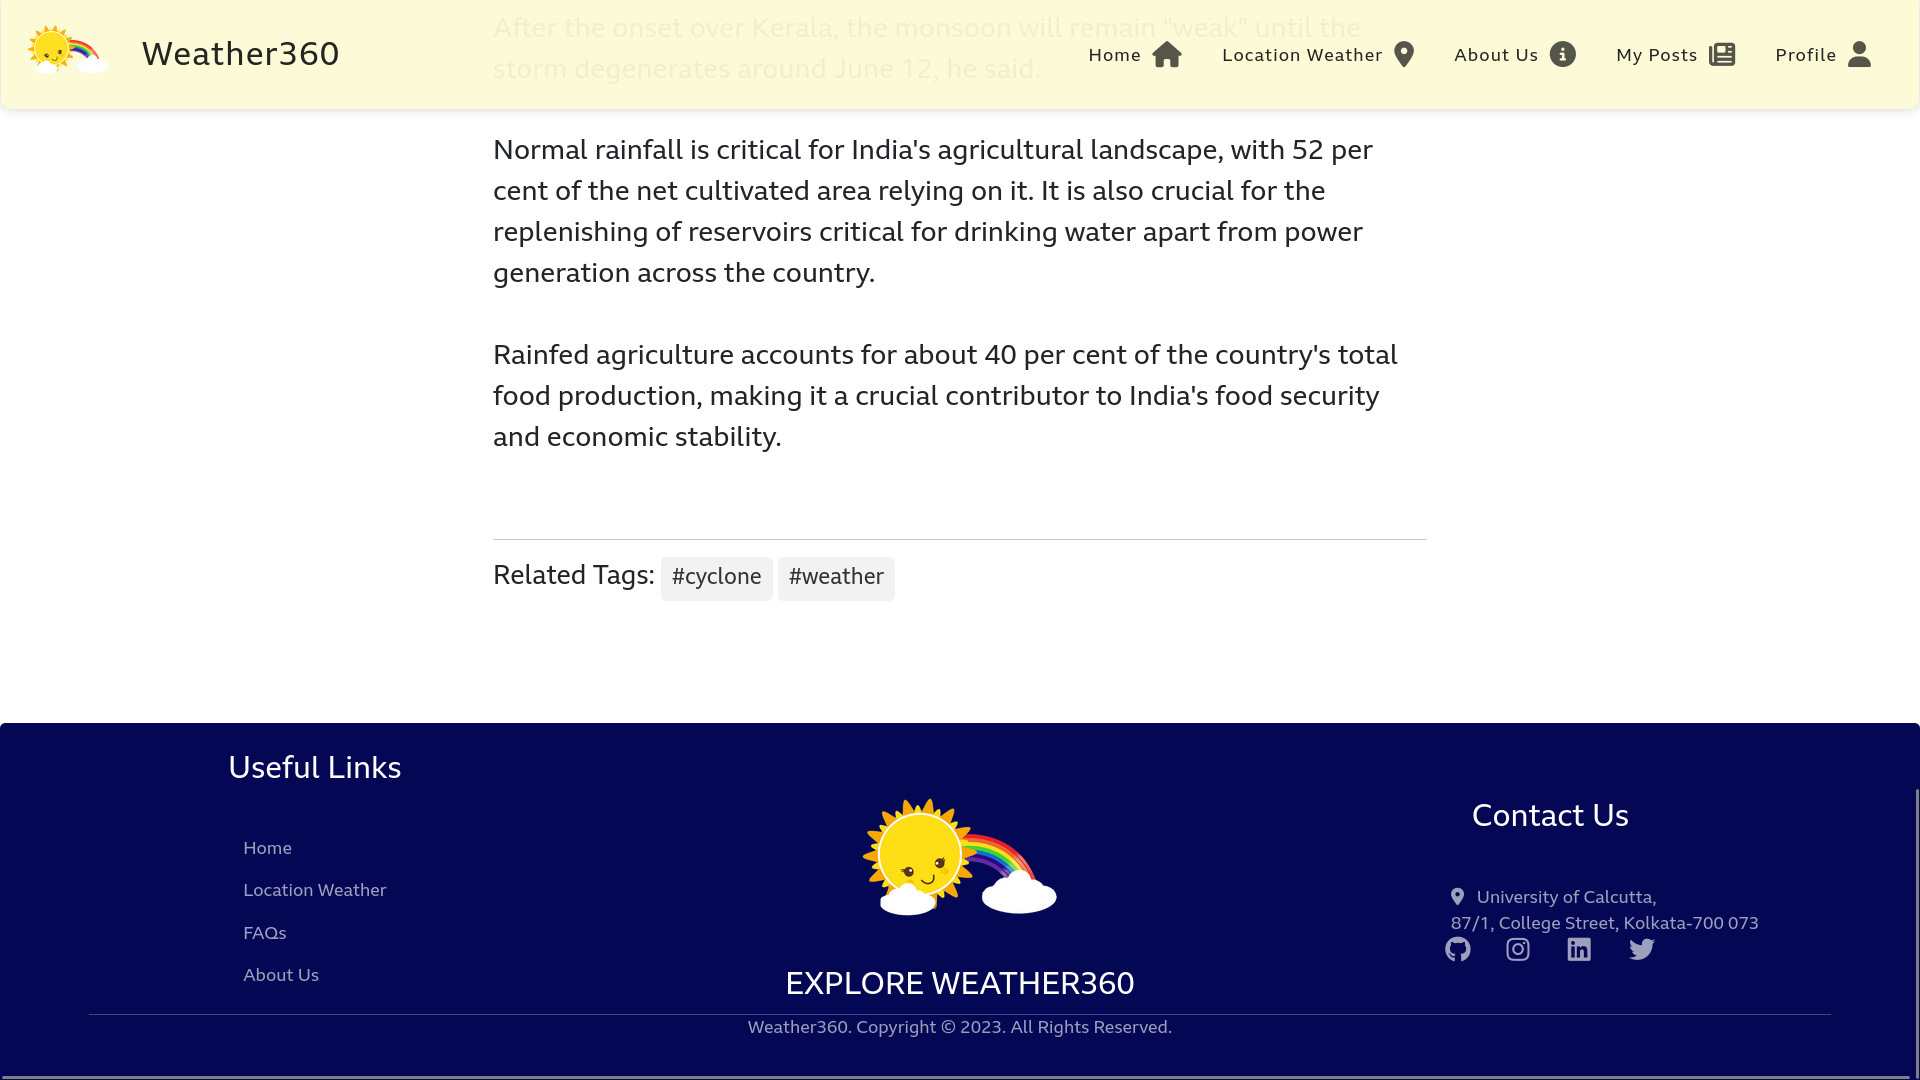 After the onset over Kerala, the monsoon will remain "weak" until the
storm degenerates around June 12, he said.
Weather360
Home
Location Weather
About Us
My Posts
Profile
Normal rainfall is critical for India's agricultural landscape, with 52 per
cent of the net cultivated area relying on it. It is also crucial for the
replenishing of reservoirs critical for drinking water apart from power
generation across the country.
Rainfed agriculture accounts for about 40 per cent of the country's total
food production, making it a crucial contributor to India's food security
and economic stability.
Related Tags: #cyclone #weather
Useful Links
Home
Location Weather
FAQs
About Us
EXPLORE WEATHER360
Contact Us
University of Calcutta,
87/1, College Street, Kolkata-700 073
Weather360. Copyright © 2023. All Rights Reserved.